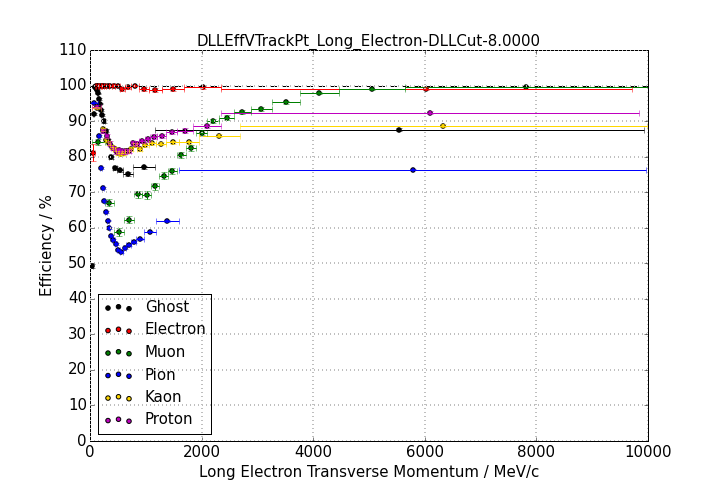 DLLEffVTrackPt_Long_Electron-DLLCut-8.0000
110
100
90
80
70
60
50
40
30
20
10
0
Efficiency / %
Ghost
Electron
Muon
Pion
Kaon
Proton
0 2000 4000 6000 8000 10000
Long Electron Transverse Momentum / MeV/c